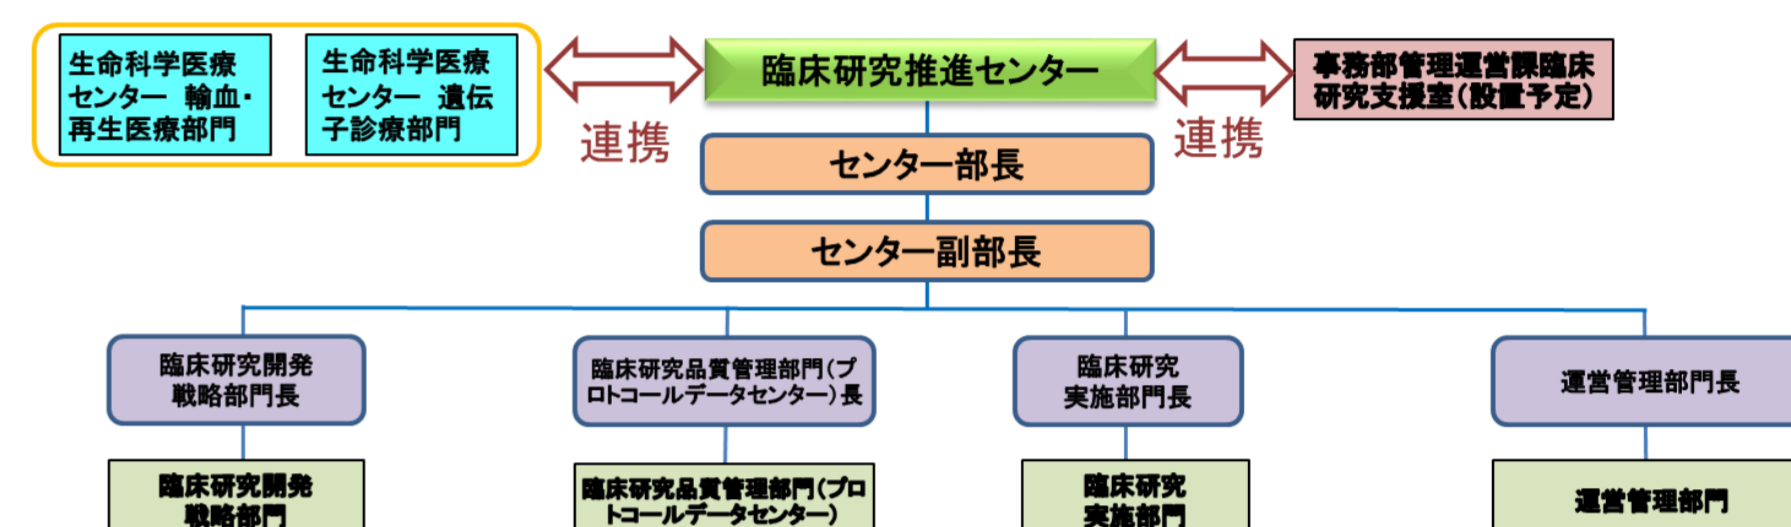 生命科学医療
センター 輸血・
再生医療部門
生命科学医療
センター 遺伝
子診療部門
連携
臨床研究推進センター
連携
事務部管理運営課臨床
研究支援室(設置予定)
センター部長
センター副部長
臨床研究開発
戦略部門長
臨床研究品質管理部門(プ
ロトコールデータセンター)長
臨床研究
実施部門長
運営管理部門長
臨床研究開発
戦略部門
臨床研究品質管理部門(プロ
トコールデータセンター)
臨床研究
実施部門
運営管理部門